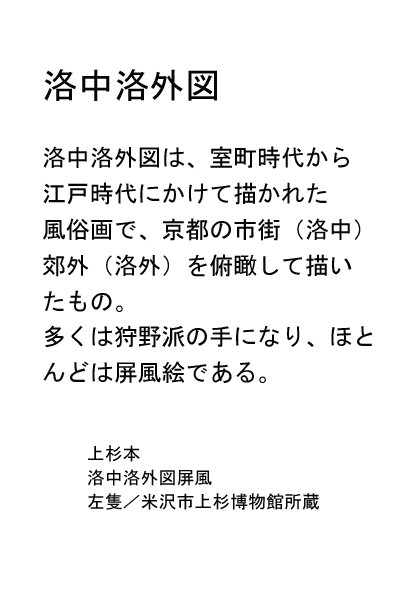 洛中洛外図
洛中洛外図は、室町時代から
江戸時代にかけて描かれた
風俗画で、京都の市街（洛中）
郊外（洛外）を俯瞰して描い
たもの。
多くは狩野派の手になり、ほと
んどは屏風絵である。
上杉本
洛中洛外図屏風
左隻／米沢市上杉博物館所蔵